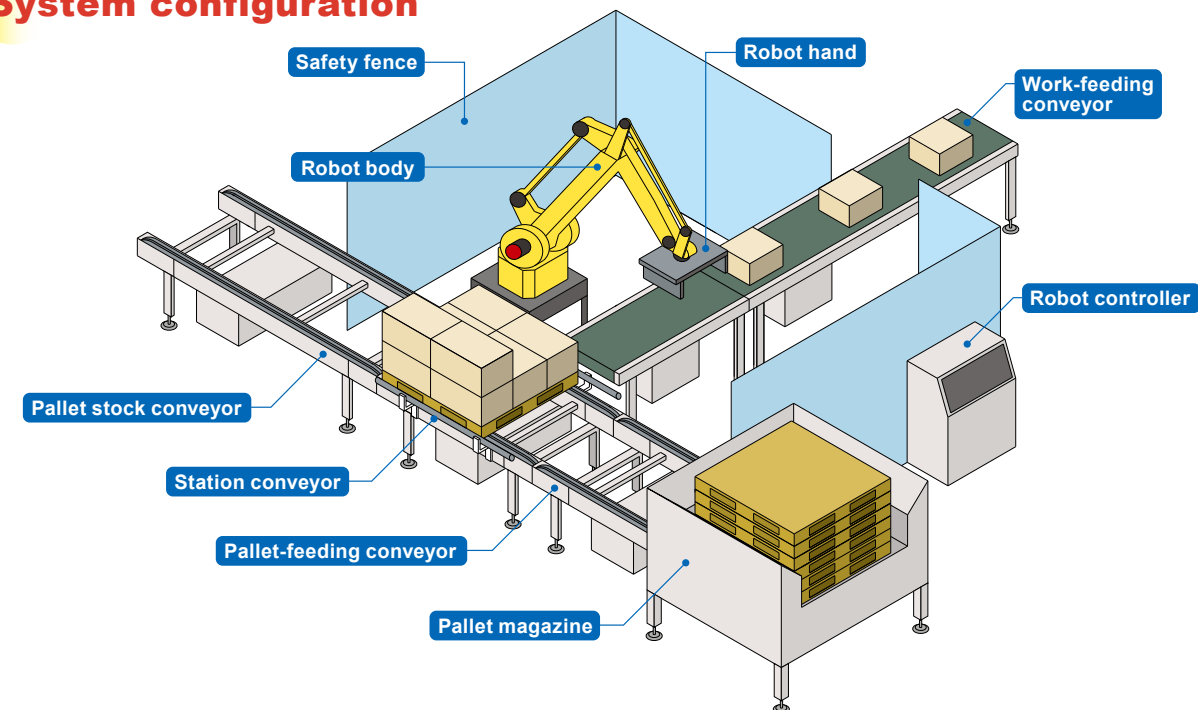 System configuration
Safety fence
Robot hand
Work-feeding
conveyor
Robot body
Robot controller
Pallet stock conveyor
Station conveyor
Pallet-feeding conveyor
Pallet magazine